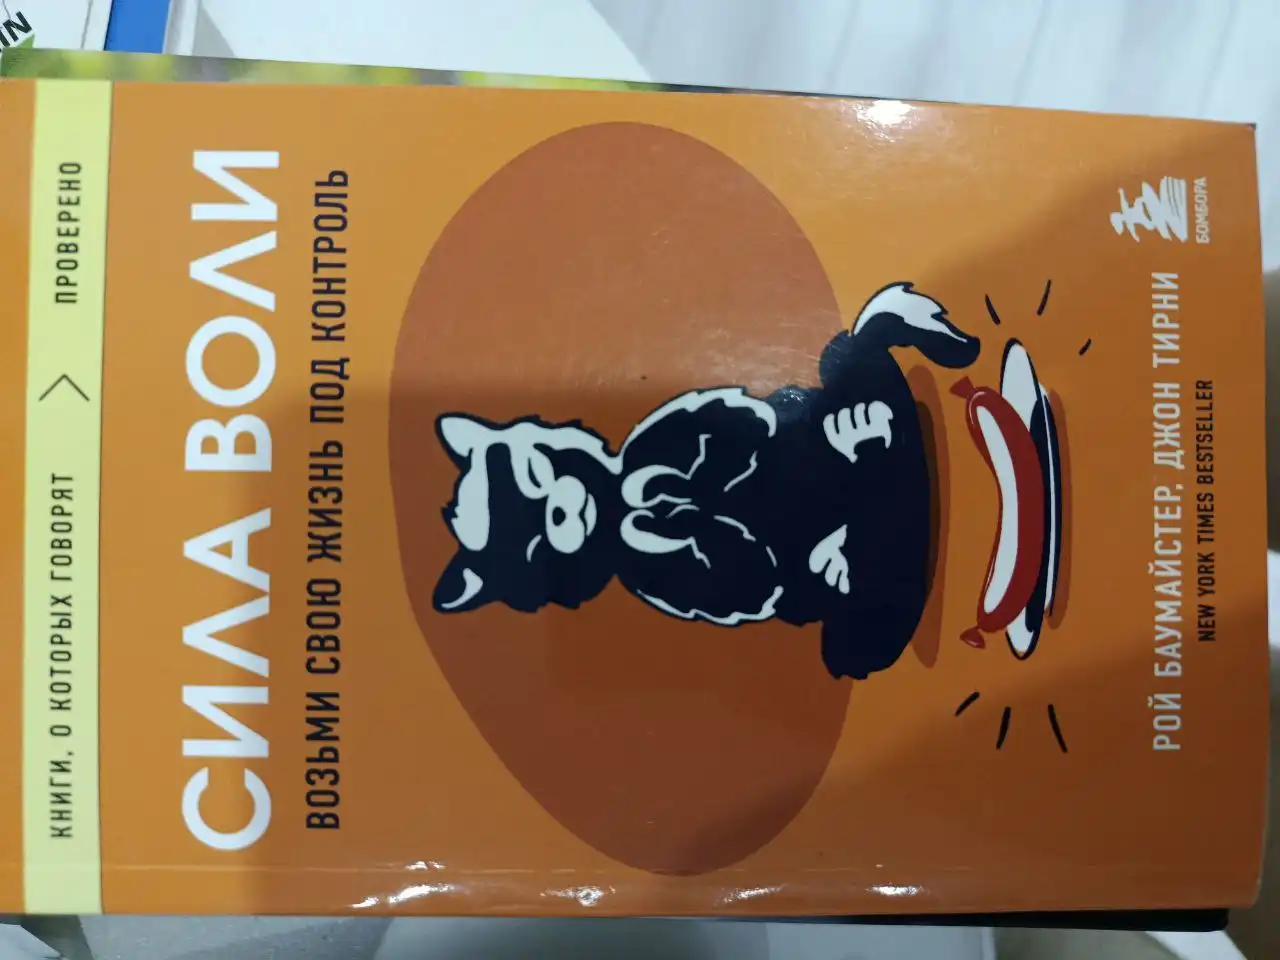 КНИГИ, О КОТОРЫХ ГОВОРЯТ > ПРОВЕРЕНО
СИЛА ВОЛИ
ВОЗЬМИ СВОЮ ЖИЗНЬ ПОД КОНТРОЛЬ
РОЙ БАУМАЙСТЕР, ДЖОН ТИРНИ
NEW YORK TIMES BESTSELLER
БОМБОРА